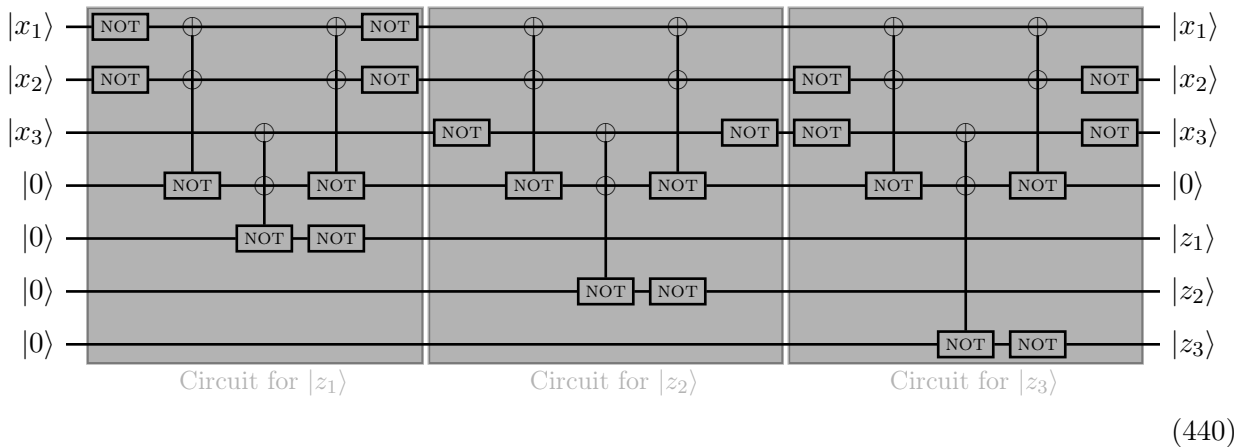 |x₁⟩ NOT NOT |x₁⟩
|x₂⟩ NOT NOT NOT NOT |x₂⟩
|x₃⟩ NOT NOT NOT NOT |x₃⟩
|0⟩ NOT NOT NOT NOT NOT NOT |0⟩
|0⟩ NOT NOT |z₁⟩
|0⟩ NOT NOT |z₂⟩
|0⟩ NOT NOT |z₃⟩
Circuit for |z₁⟩ Circuit for |z₂⟩ Circuit for |z₃⟩
(440)